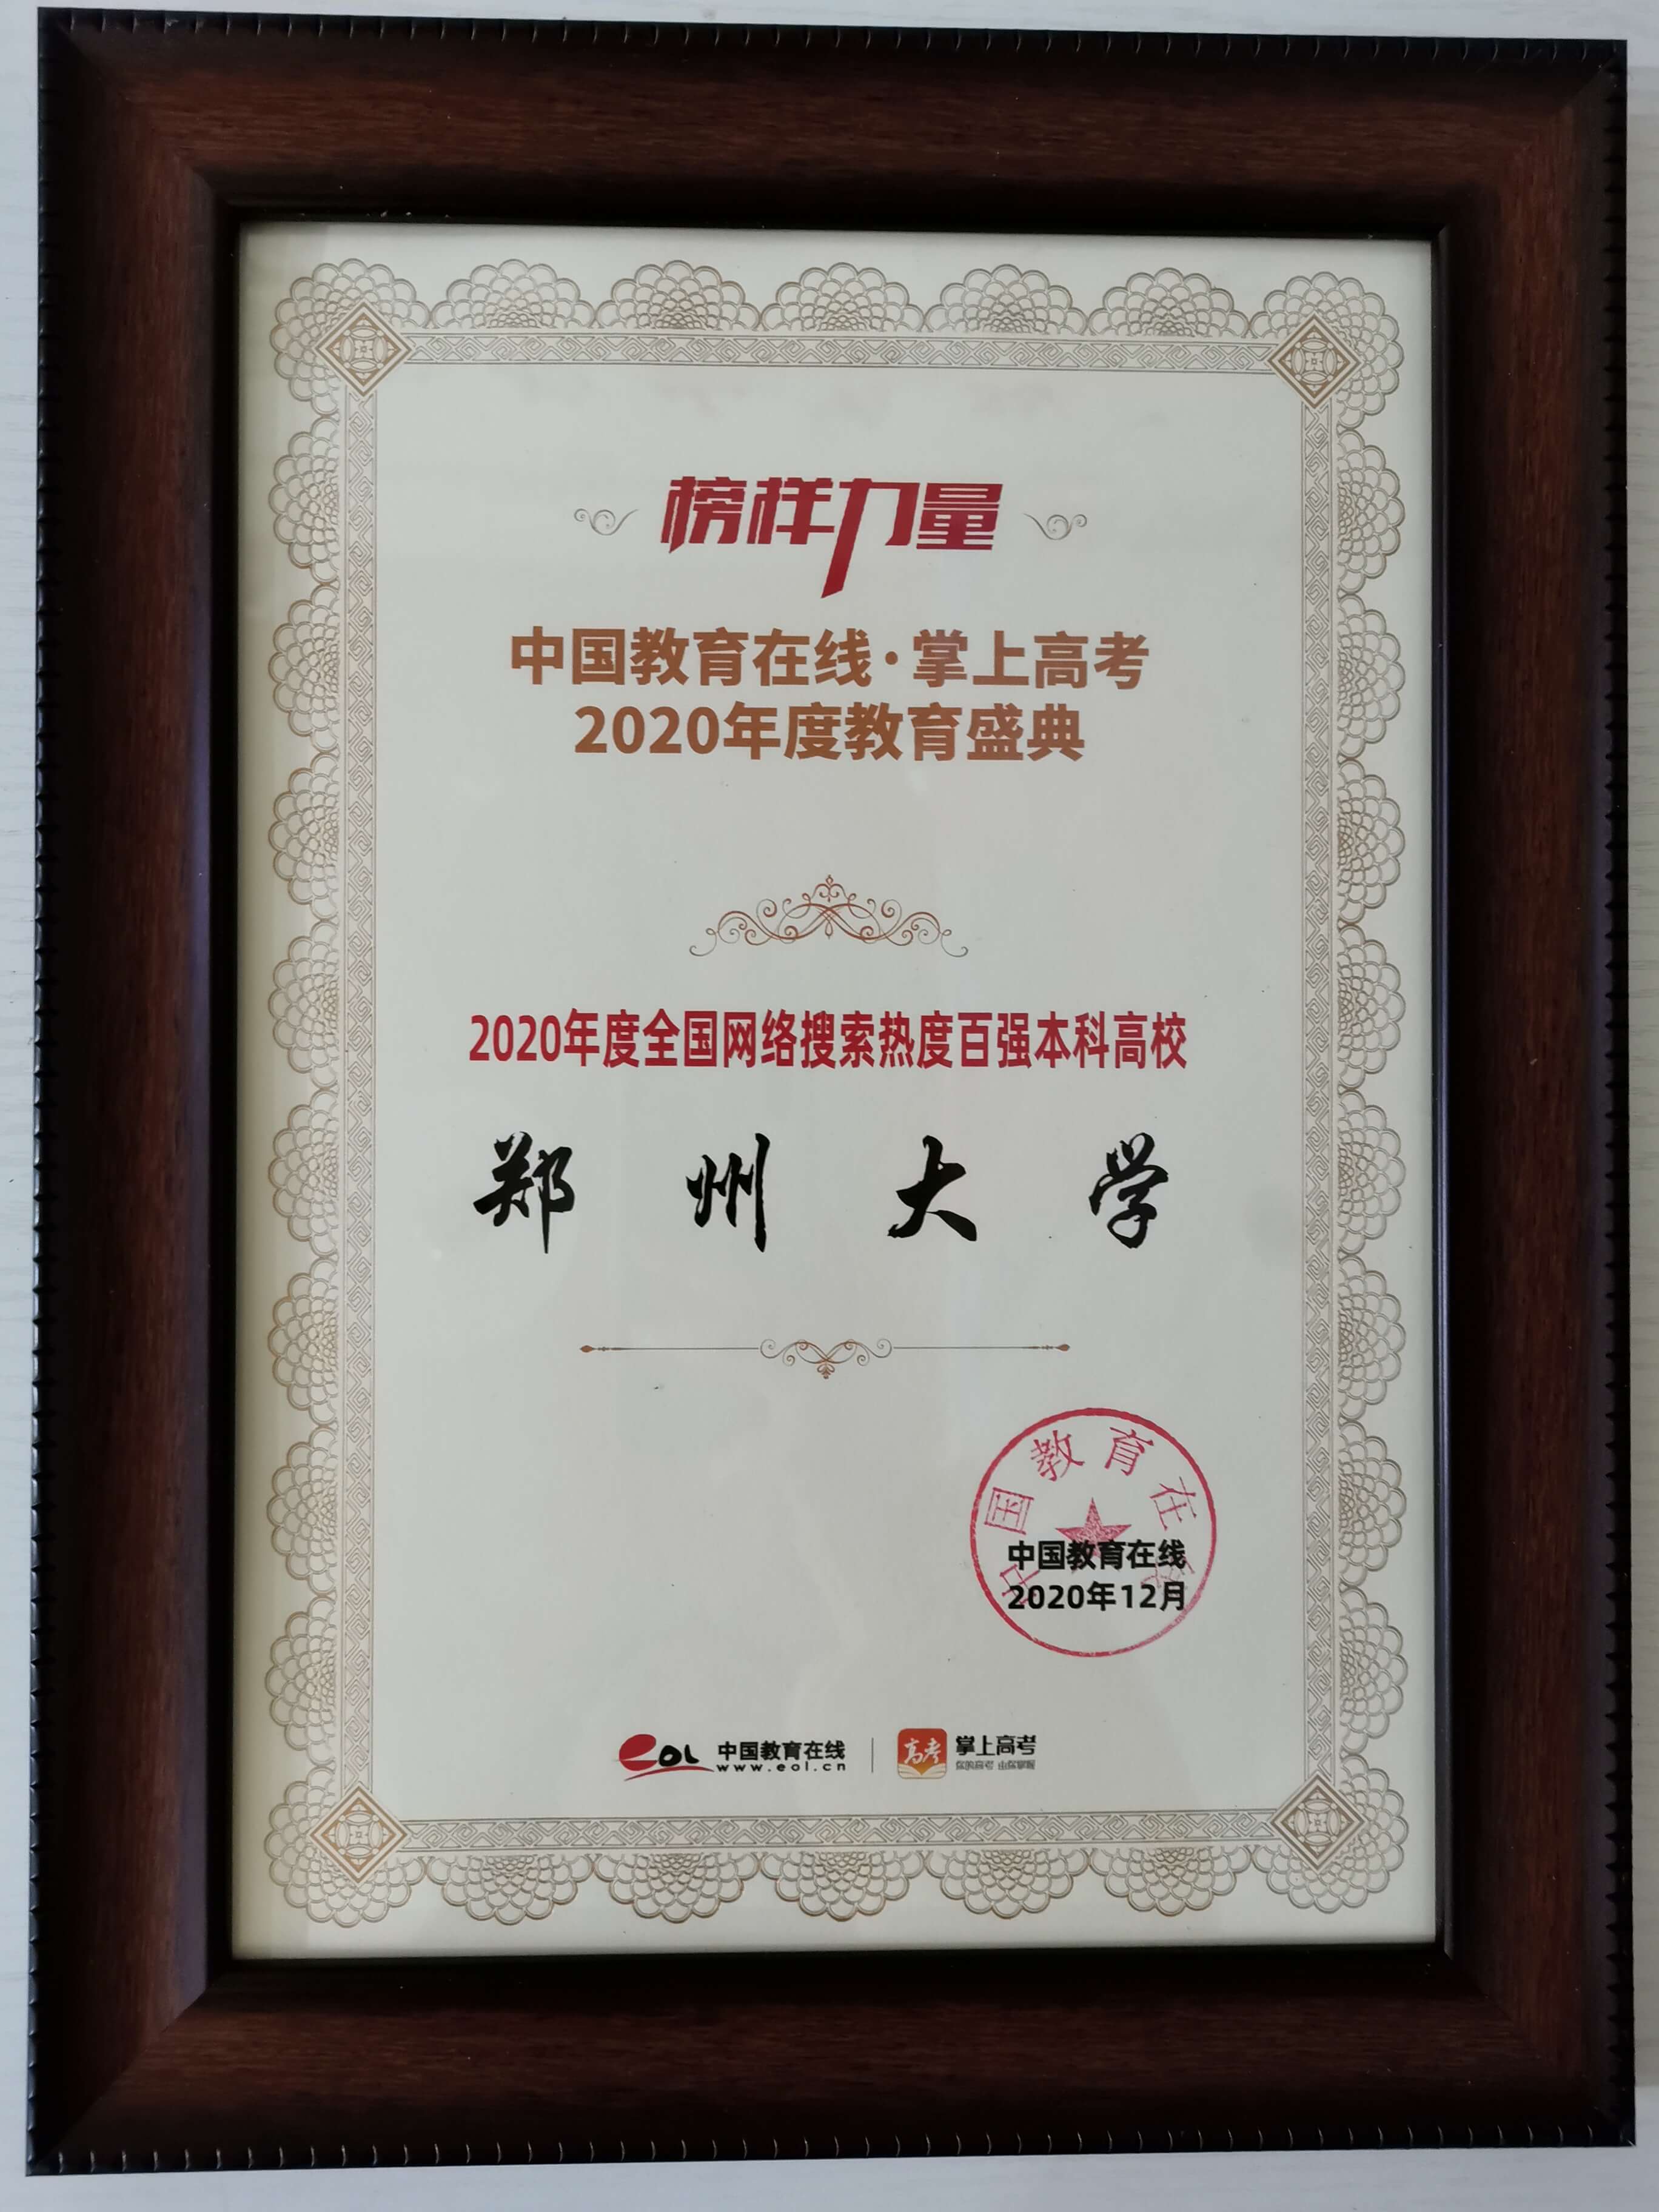 榜样力量
中国教育在线·掌上高考
2020年度教育盛典
2020年度全国网络搜索热度百强本科高校
郑州大学
中国教育在线
中国教育在线
2020年12月
eol 中国教育在线
www.eol.cn
高考 掌上高考